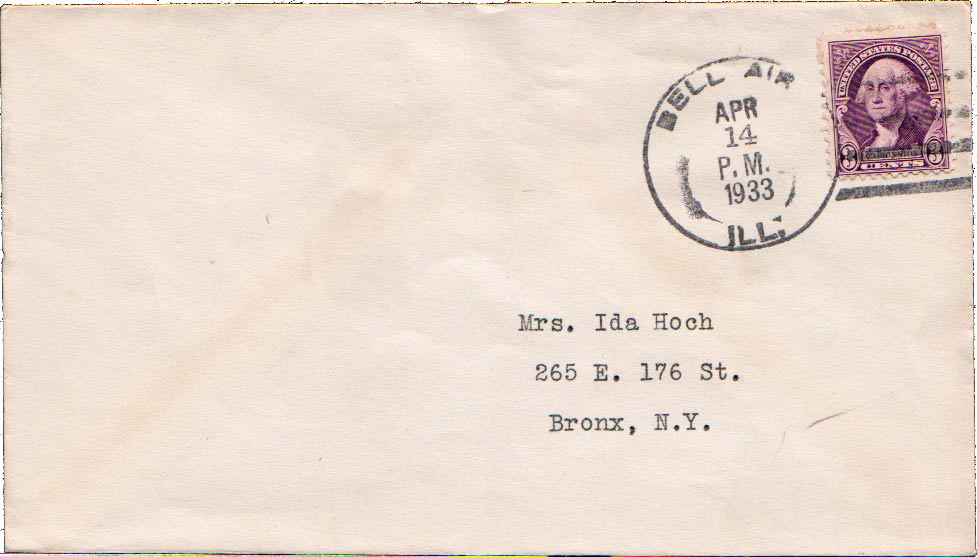 BELL AIR
APR
14
P.M.
1933
ILL.
UNITED STATES POSTAGE
3 3
CENTS
Mrs. Ida Hoch
265 E. 176 St.
Bronx, N.Y.